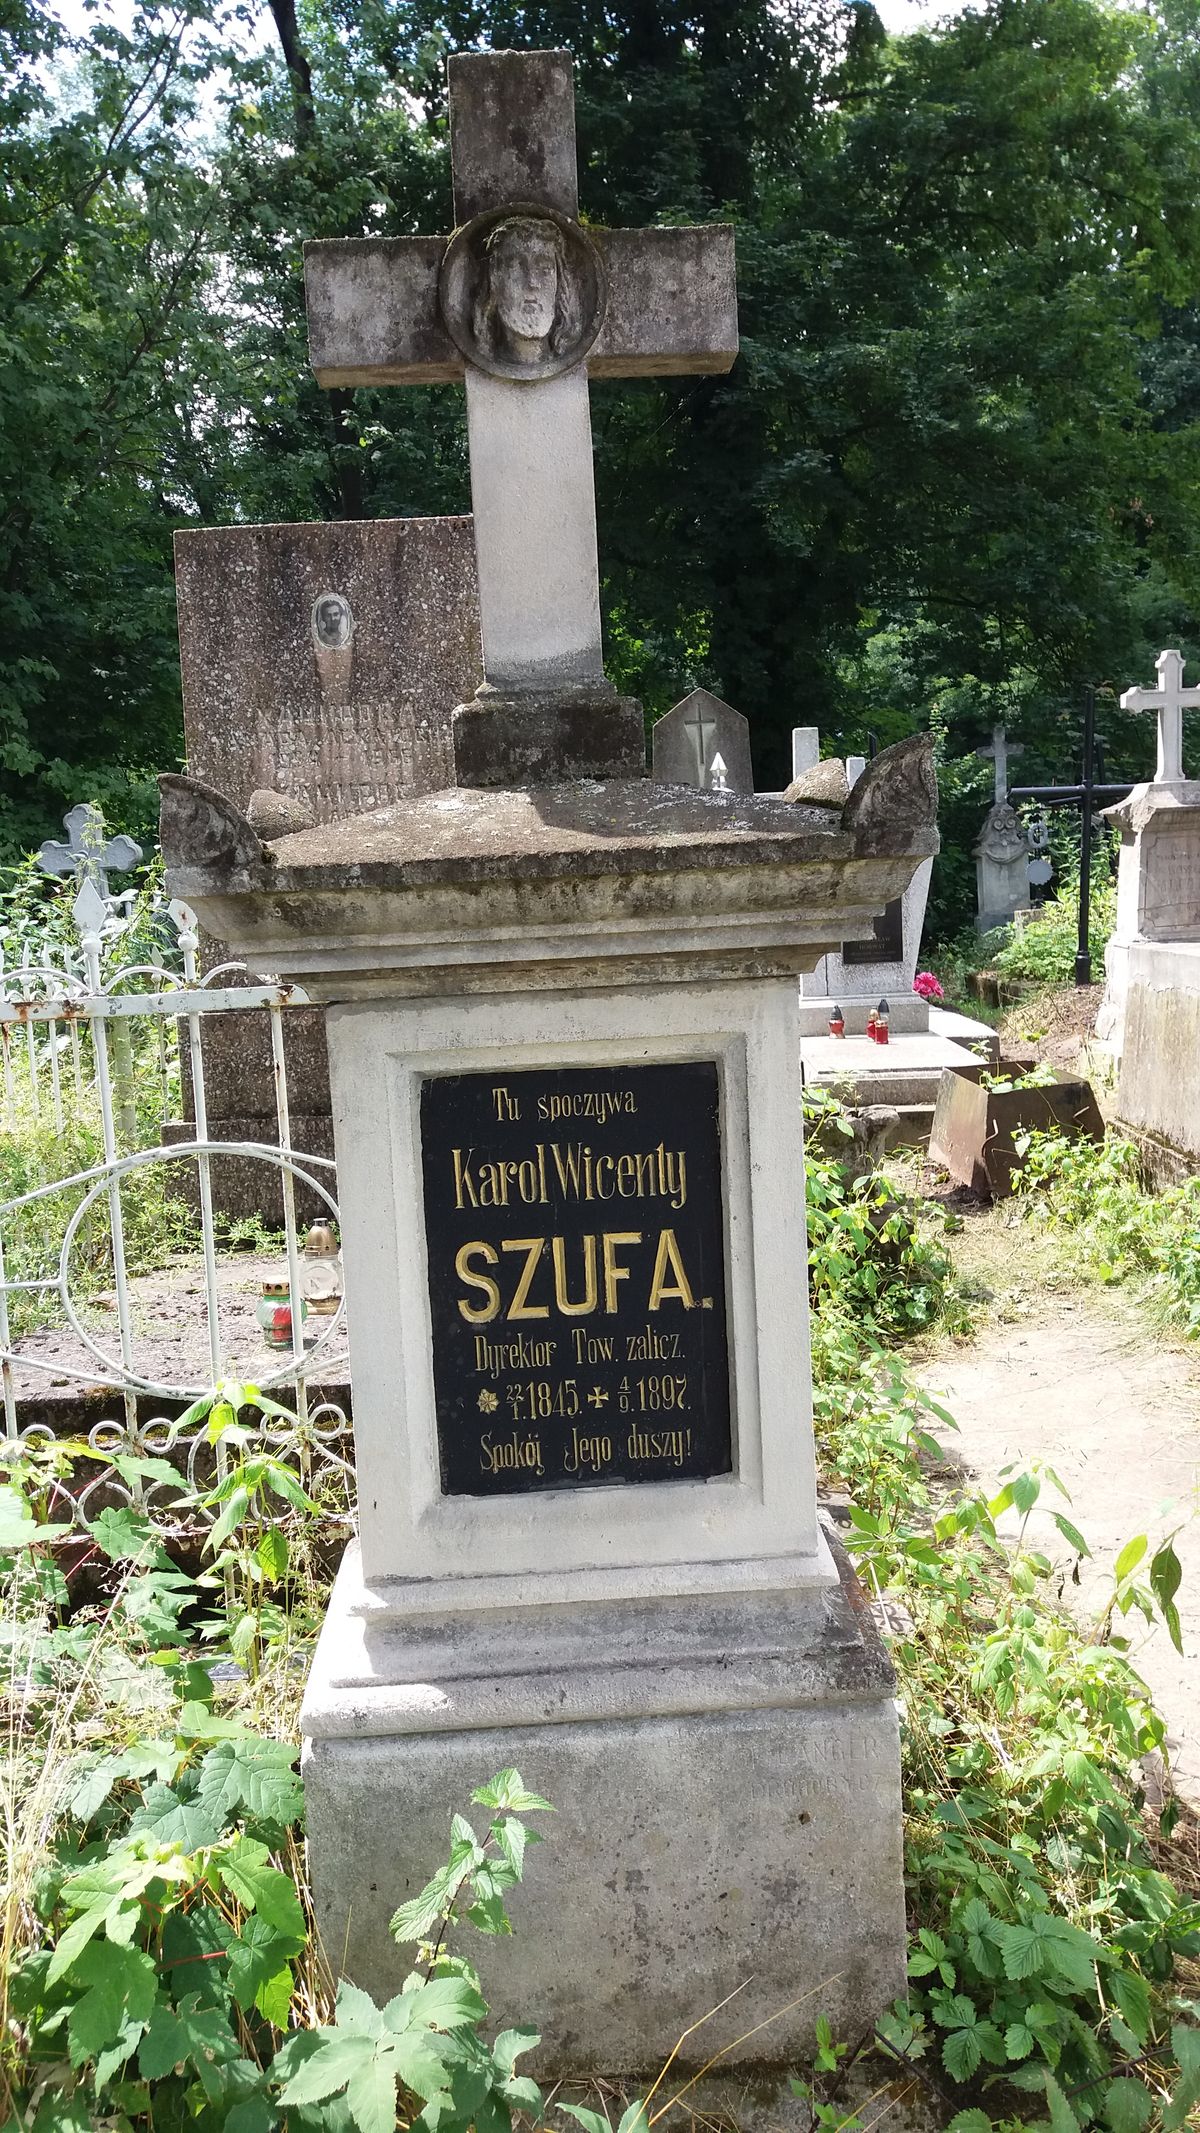 Tu spoczywa
Karol Wicenty
SZUFA.
Dyrektor Tow. zalicz.
22/1. 1845. 4/9. 1897.
Spokój Jego duszy!